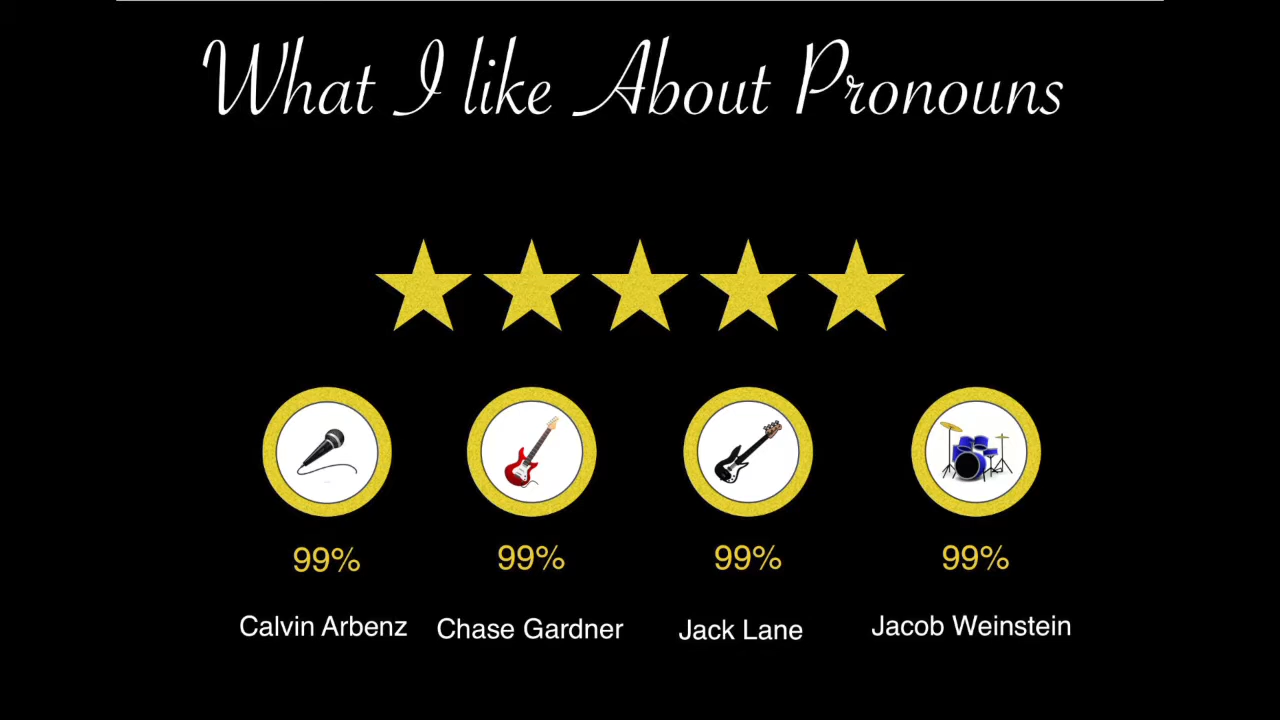 What I like About Pronouns
99% 99% 99% 99%
Calvin Arbenz Chase Gardner Jack Lane Jacob Weinstein